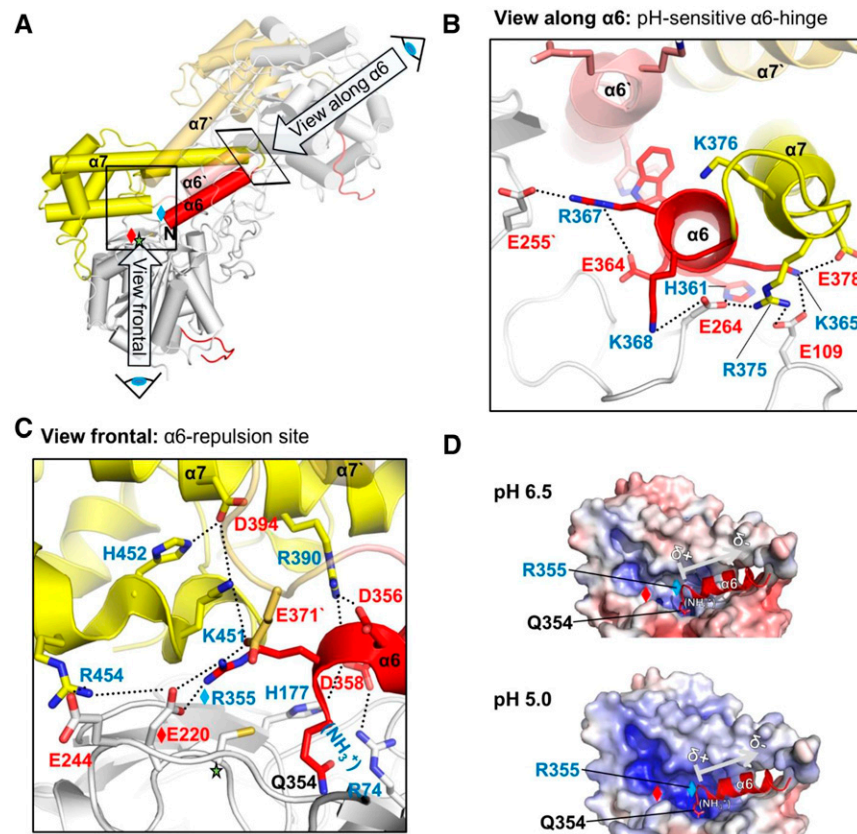 A
View along α6
α7`
α7
α6`
α6
N
View frontal
B
View along α6: pH-sensitive α6-hinge
α6`
α7`
K376
α7
R367
α6
E255`
E364
H361
E378
K368
E264
K365
R375
E109
C
View frontal: α6-repulsion site
α7
α7`
D394
H452
R390
D356
E371`
K451
α6
R454
R355
H177
D358
E220
E244
(NH₃⁺)
Q354
R74
D
pH 6.5
δ+
δ-
R355
α6
(NH₃⁺)
Q354
pH 5.0
δ+
δ-
R355
α6
(NH₃⁺)
Q354